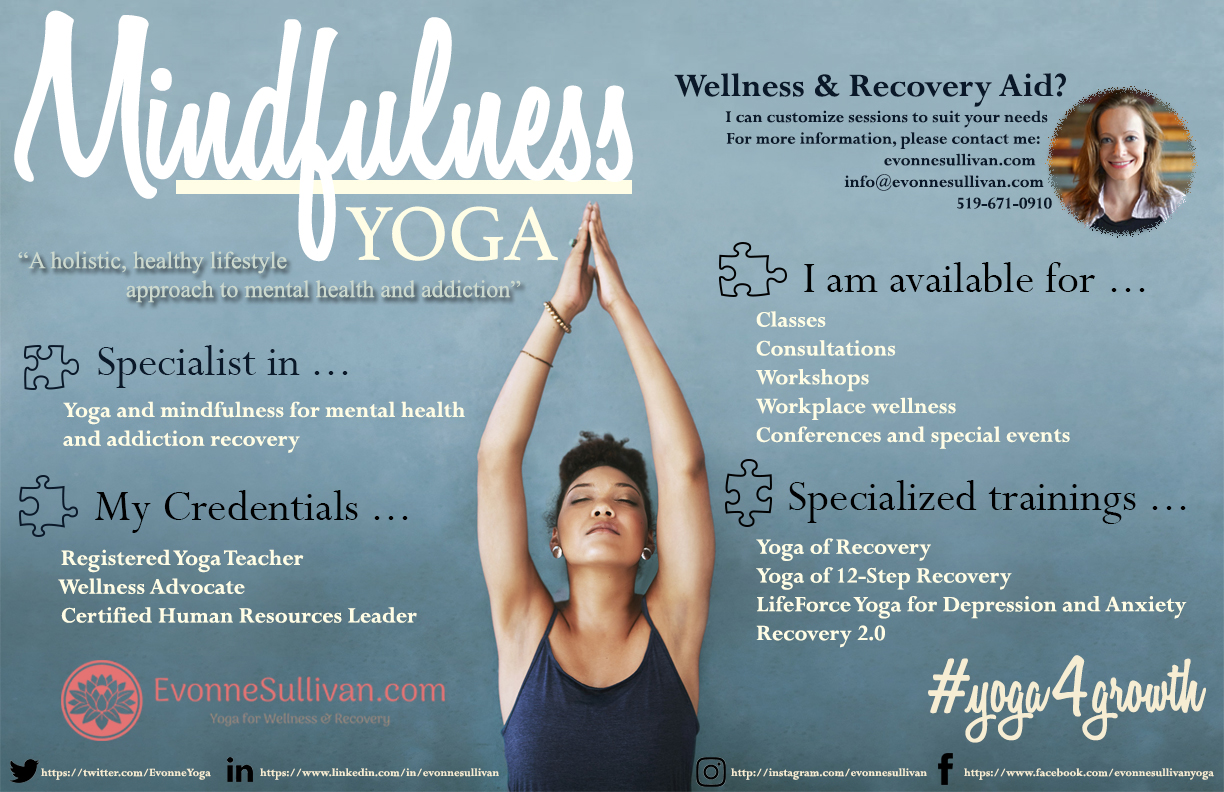 Mindfulness
YOGA
“A holistic, healthy lifestyle
approach to mental health and addiction”
Wellness & Recovery Aid?
I can customize sessions to suit your needs
For more information, please contact me:
evonnesullivan.com
info@evonnesullivan.com
519-671-0910
Specialist in …
Yoga and mindfulness for mental health
and addiction recovery
My Credentials …
Registered Yoga Teacher
Wellness Advocate
Certified Human Resources Leader
I am available for …
Classes
Consultations
Workshops
Workplace wellness
Conferences and special events
Specialized trainings …
Yoga of Recovery
Yoga of 12-Step Recovery
LifeForce Yoga for Depression and Anxiety
Recovery 2.0
EvonneSullivan.com
Yoga for Wellness & Recovery
#yoga4growth
https://twitter.com/EvonneYoga
https://www.linkedin.com/in/evonnesullivan
http://instagram.com/evonnesullivan
https://www.facebook.com/evonnesullivanyoga